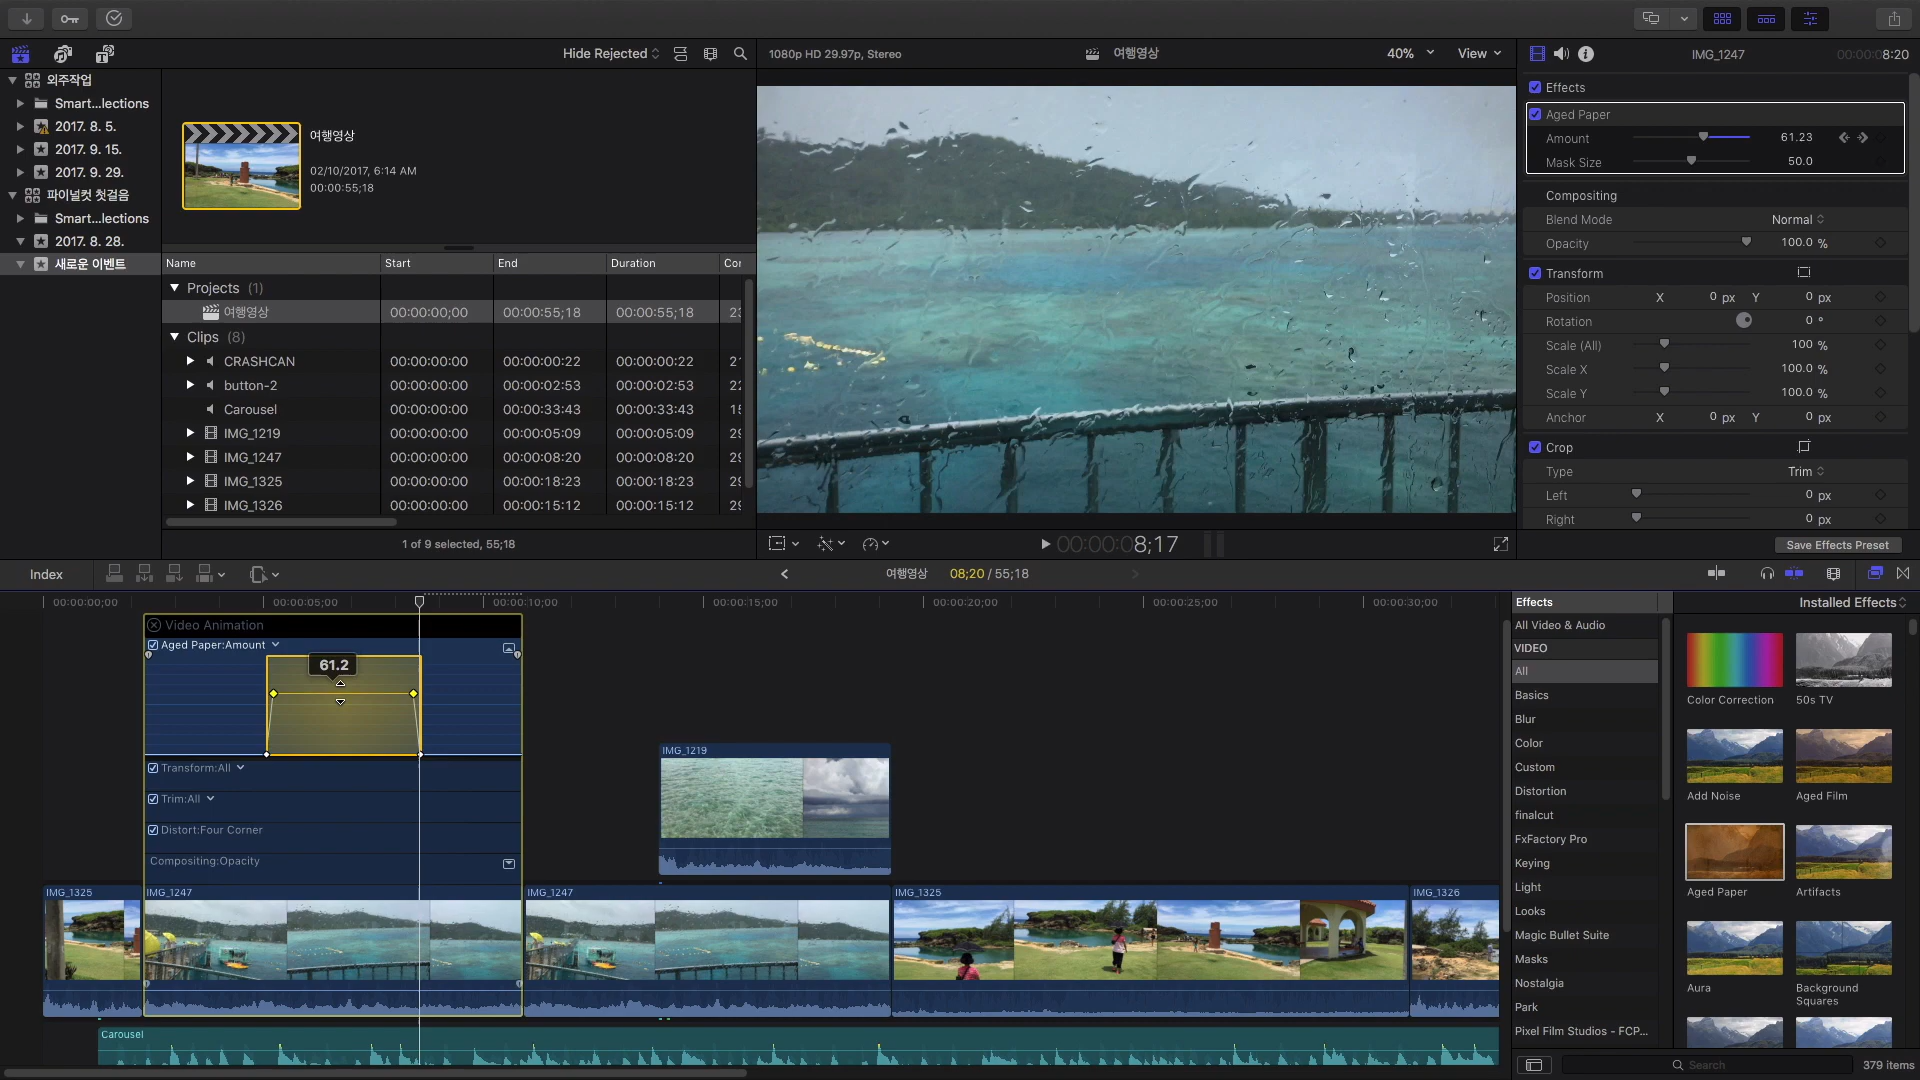 Hide Rejected
1080p HD 29.97p, Stereo
여행영상
40%
View
IMG_1247
00:00:08:20
외주작업
Smart...lections
2017. 8. 5.
2017. 9. 15.
2017. 9. 29.
파이널컷 첫걸음
Smart...lections
2017. 8. 28.
새로운 이벤트
여행영상
02/10/2017, 6:14 AM
00:00:55;18
Name Start End Duration Cor
Projects (1)
여행영상 00:00:00;00 00:00:55;18 00:00:55;18 23
Clips (8)
CRASHCAN 00:00:00:00 00:00:00:22 00:00:00:22 21
button-2 00:00:00:00 00:00:02:53 00:00:02:53 22
Carousel 00:00:00:00 00:00:33:43 00:00:33:43 15
IMG_1219 00:00:00:00 00:00:05:09 00:00:05:09 29
IMG_1247 00:00:00:00 00:00:08:20 00:00:08:20 29
IMG_1325 00:00:00:00 00:00:18:23 00:00:18:23 29
IMG_1326 00:00:00:00 00:00:15:12 00:00:15:12 29
1 of 9 selected, 55;18
00:00:08;17
Effects
Aged Paper
Amount 61.23
Mask Size 50.0
Compositing
Blend Mode Normal
Opacity 100.0 %
Transform
Position X 0 px Y 0 px
Rotation 0 °
Scale (All) 100 %
Scale X 100.0 %
Scale Y 100.0 %
Anchor X 0 px Y 0 px
Crop
Type Trim
Left 0 px
Right 0 px
Save Effects Preset
Index
여행영상 08;20 / 55;18
00:00:00;00 00:00:05;00 00:00:10;00 00:00:15;00 00:00:20;00 00:00:25;00 00:00:30;00
Video Animation
Aged Paper:Amount
61.2
Transform:All
Trim:All
Distort:Four Corner
Compositing:Opacity
IMG_1219
IMG_1325 IMG_1247 IMG_1247 IMG_1325 IMG_1326
Carousel
Effects
Installed Effects
All Video & Audio
VIDEO
All
Basics
Blur
Color
Custom
Distortion
finalcut
FxFactory Pro
Keying
Light
Looks
Magic Bullet Suite
Masks
Nostalgia
Park
Pixel Film Studios - FCP...
Color Correction
50s TV
Add Noise
Aged Film
Aged Paper
Artifacts
Aura
Background
Squares
Search
379 items